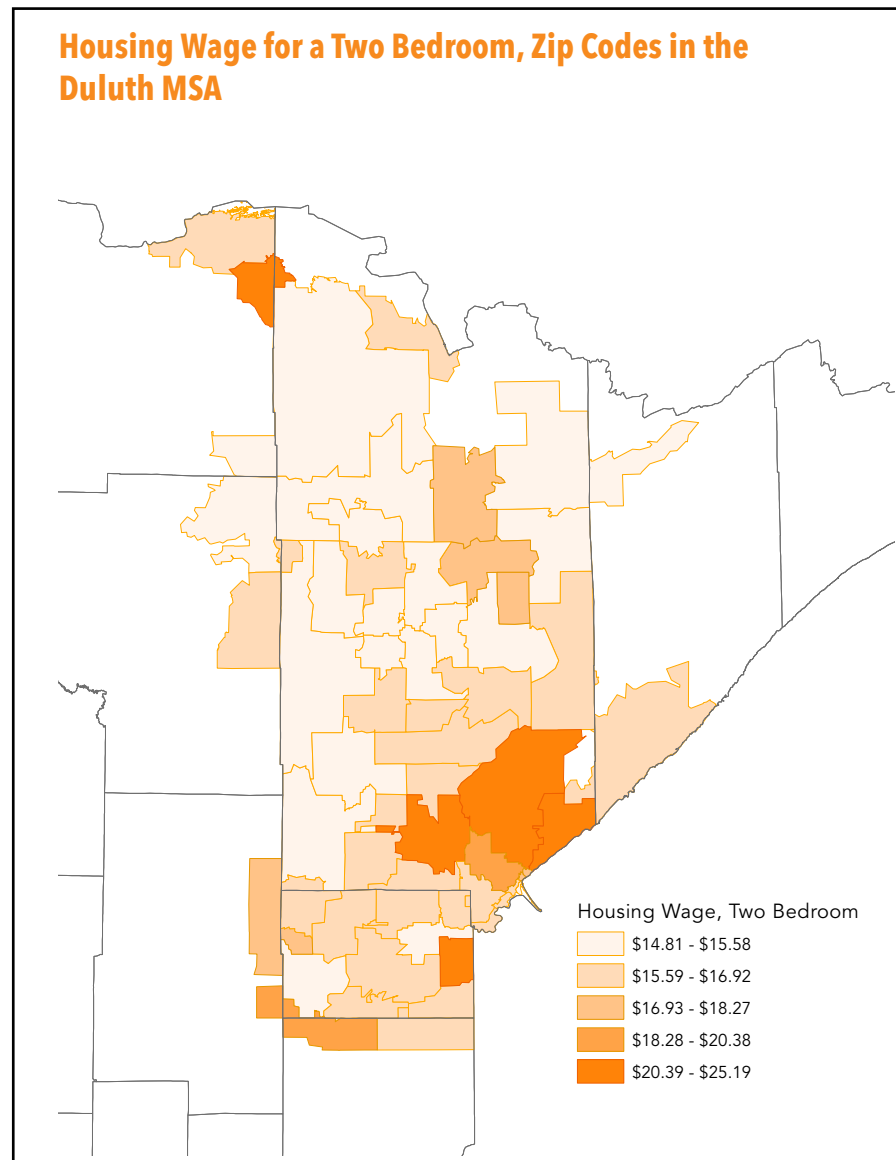 Housing Wage for a Two Bedroom, Zip Codes in the
Duluth MSA
Housing Wage, Two Bedroom
$14.81 - $15.58
$15.59 - $16.92
$16.93 - $18.27
$18.28 - $20.38
$20.39 - $25.19